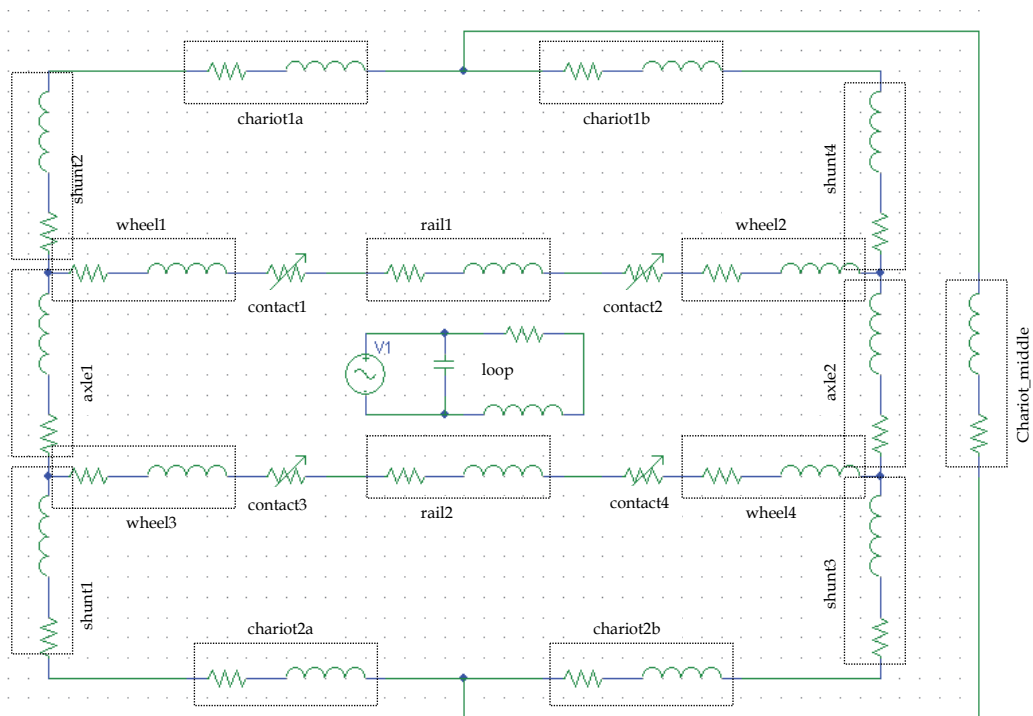 chariot1a
chariot1b
shunt2
shunt4
wheel1
rail1
wheel2
contact1
contact2
V1
loop
axle1
axle2
Chariot_middle
contact3
rail2
contact4
wheel3
wheel4
shunt1
shunt3
chariot2a
chariot2b